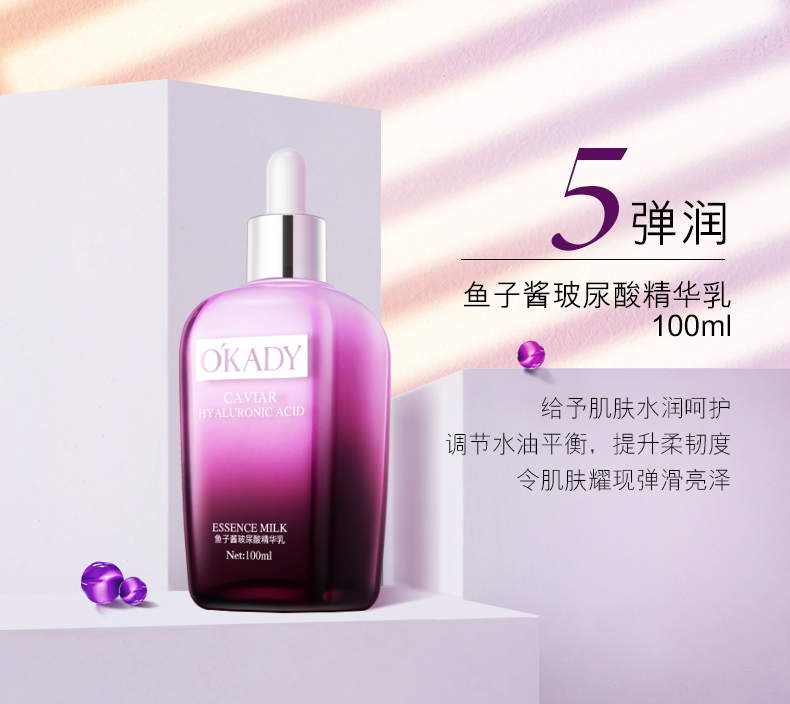 5 弹润
鱼子酱玻尿酸精华乳
100ml
给予肌肤水润呵护
调节水油平衡，提升柔韧度
令肌肤耀现弹滑亮泽
O'KADY
CAVIAR
HYALURONIC ACID
ESSENCE MILK
鱼子酱玻尿酸精华乳
Net:100ml